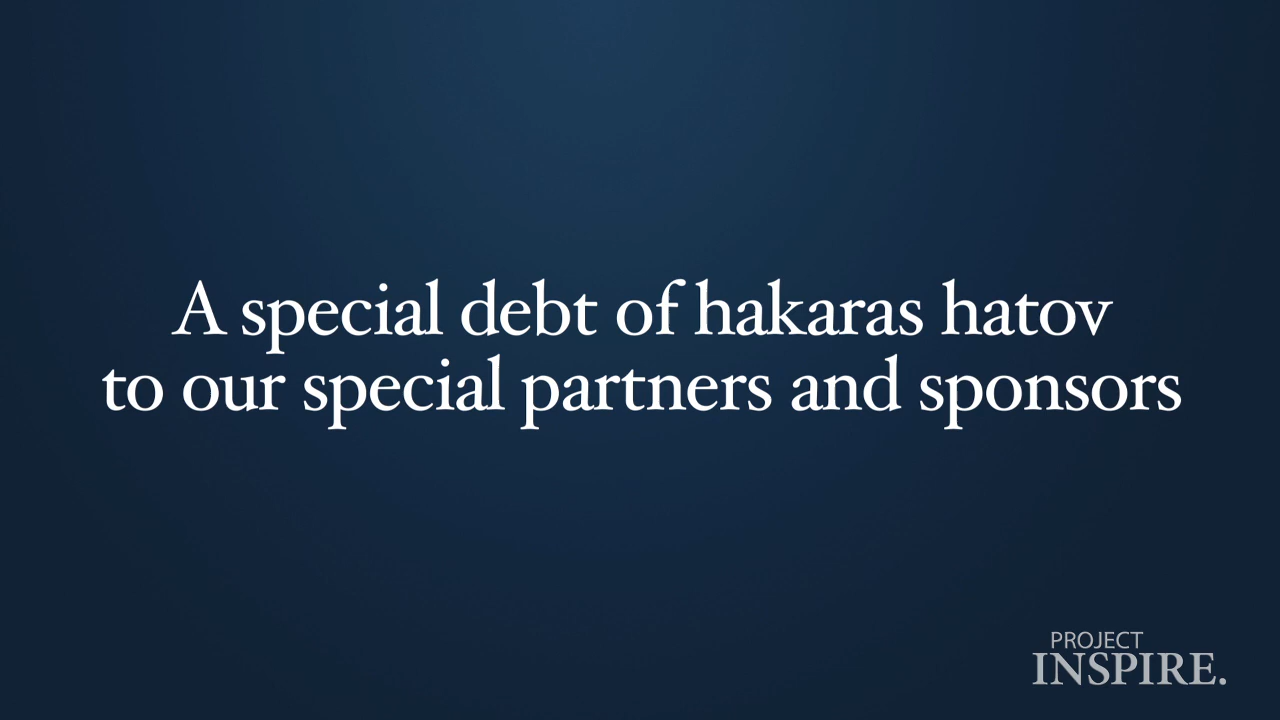 A special debt of hakaras hatov
to our special partners and sponsors
PROJECT
INSPIRE.